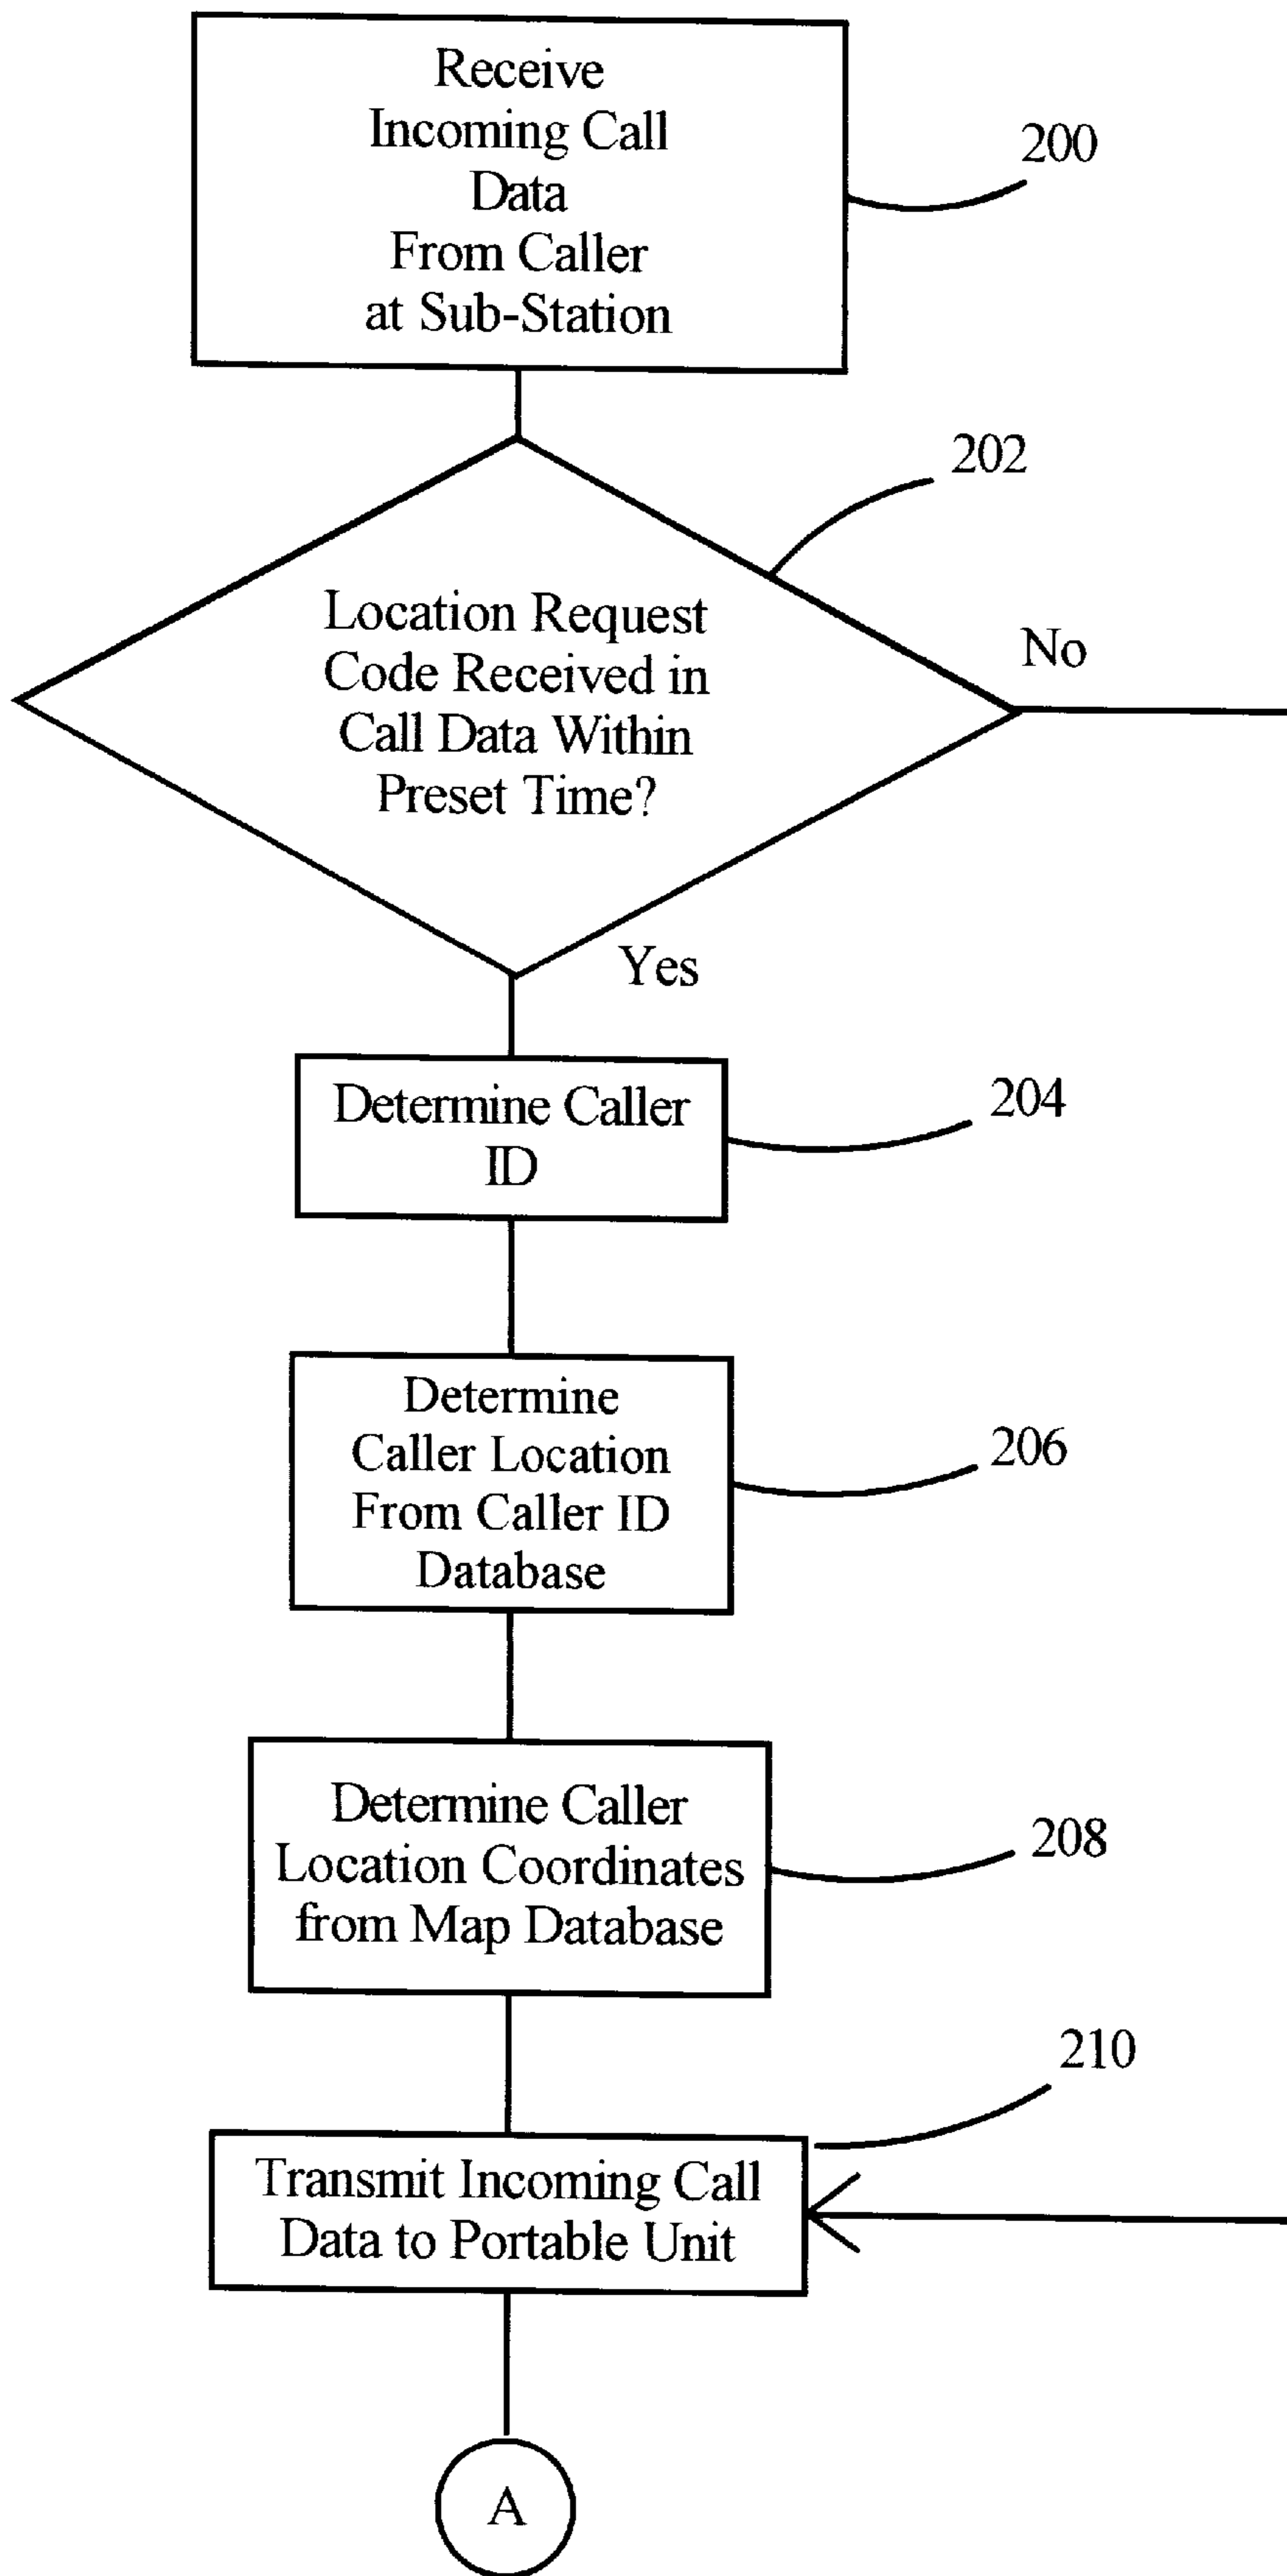 Receive
Incoming Call
Data
From Caller
at Sub-Station
200
202
Location Request
Code Received in
Call Data Within
Preset Time?
No
Yes
Determine Caller
ID
204
Determine
Caller Location
From Caller ID
Database
206
Determine Caller
Location Coordinates
from Map Database
208
210
Transmit Incoming Call
Data to Portable Unit
A